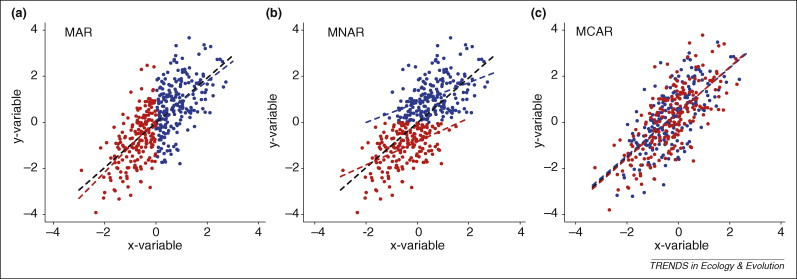 (a)
MAR
4
2
0
−2
−4
y-variable
−4 −2 0 2 4
x-variable
(b)
MNAR
4
2
0
−2
−4
y-variable
−4 −2 0 2 4
x-variable
(c)
MCAR
4
2
0
−2
−4
y-variable
−4 −2 0 2 4
x-variable
TRENDS in Ecology & Evolution